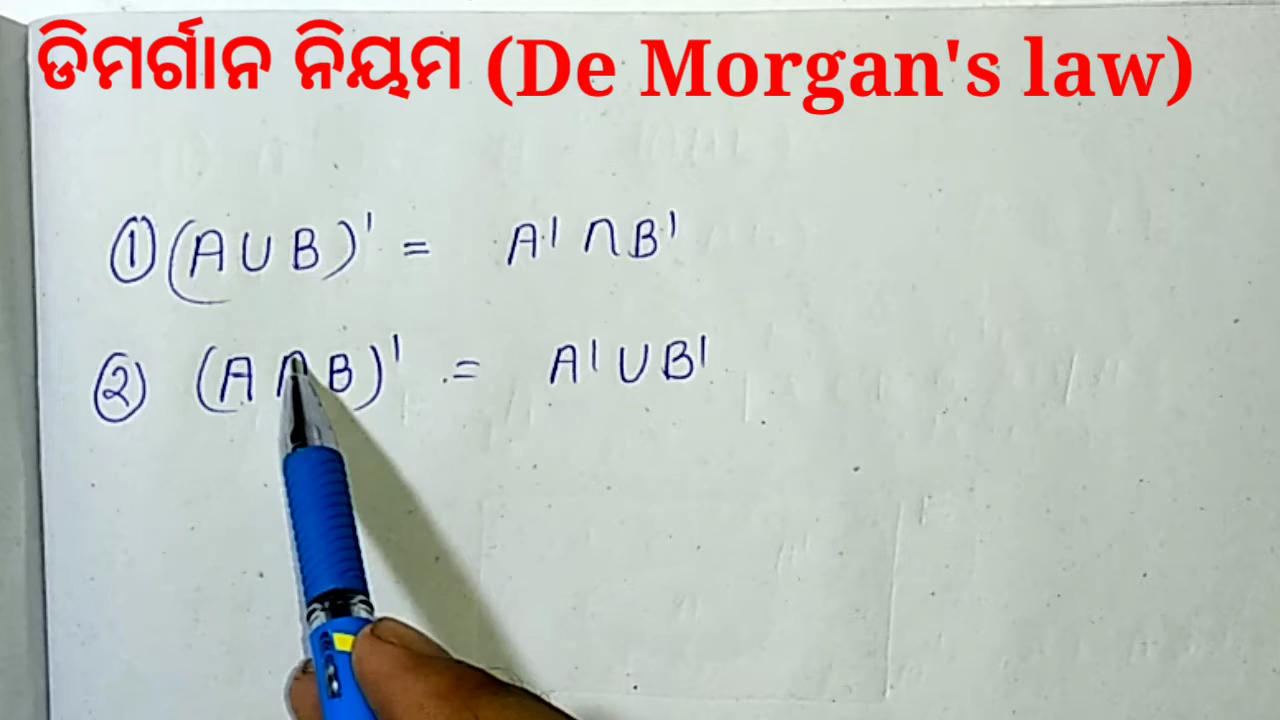 ଡିମର୍ଗାନ ନିୟମ (De Morgan's law)
① (A ∪ B)' = A' ∩ B'
② (A ∩ B)' = A' ∪ B'